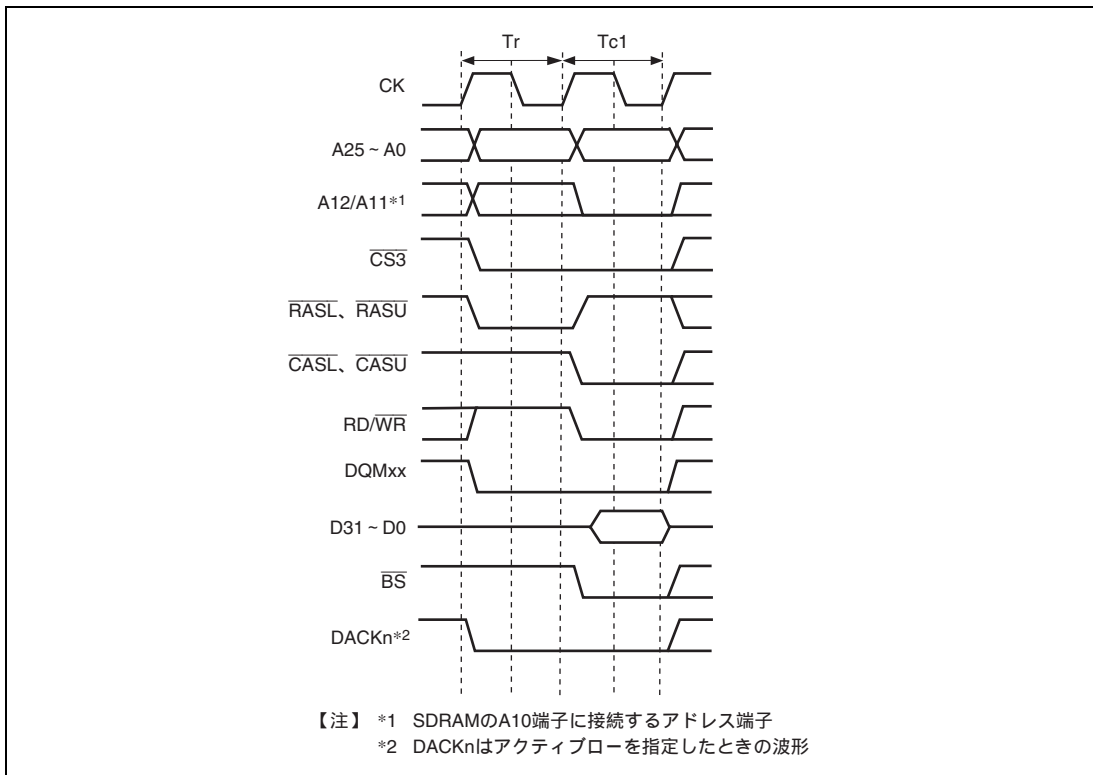 Tr Tc1
CK
A25 ~ A0
A12/A11*1
CS3
RASL、RASU
CASL、CASU
RD/WR
DQMxx
D31 ~ D0
BS
DACKn*2
【注】 *1 SDRAMのA10端子に接続するアドレス端子
*2 DACKnはアクティブローを指定したときの波形